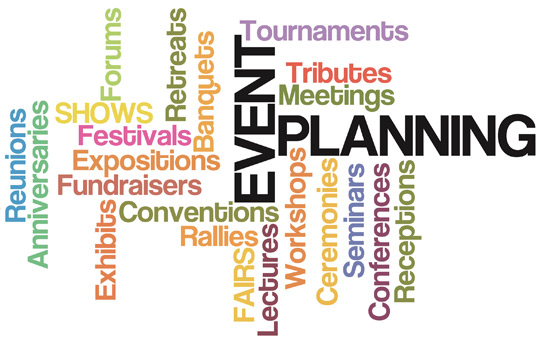 Tournaments
Forums
Retreats
Banquets
EVENT
Tributes
Meetings
SHOWS
Reunions
Anniversaries
Festivals
PLANNING
Expositions
Fundraisers
Exhibits
Conventions
Rallies
FAIRS
Lectures
Workshops
Ceremonies
Seminars
Conferences
Receptions